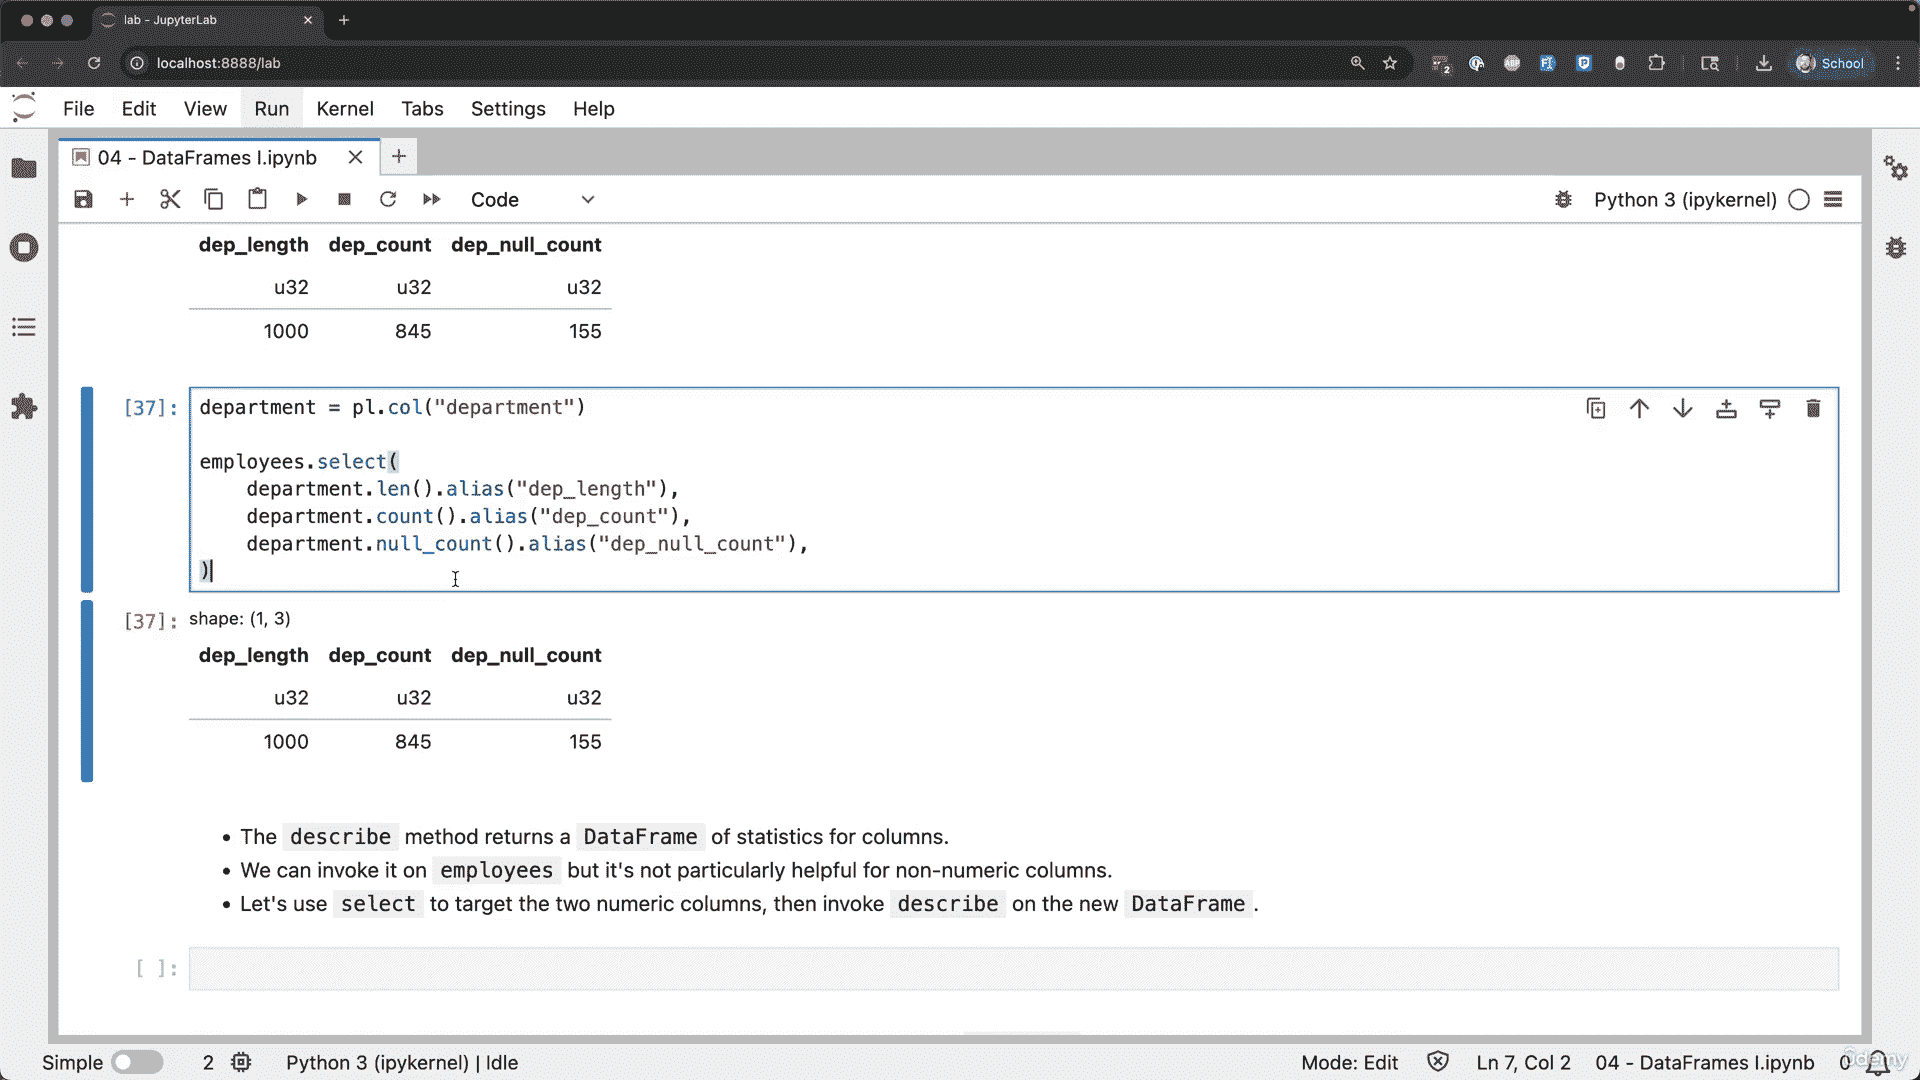 lab - JupyterLab
localhost:8888/lab
2
School
File Edit View Run Kernel Tabs Settings Help
04 - DataFrames I.ipynb
Code
Python 3 (ipykernel)
dep_length dep_count dep_null_count
u32 u32 u32
1000 845 155
[37]: department = pl.col("department")
employees.select(
department.len().alias("dep_length"),
department.count().alias("dep_count"),
department.null_count().alias("dep_null_count"),
)
[37]: shape: (1, 3)
dep_length dep_count dep_null_count
u32 u32 u32
1000 845 155
• The describe method returns a DataFrame of statistics for columns.
• We can invoke it on employees but it's not particularly helpful for non-numeric columns.
• Let's use select to target the two numeric columns, then invoke describe on the new DataFrame.
[ ]:
Simple 2 Python 3 (ipykernel) | Idle Mode: Edit Ln 7, Col 2 04 - DataFrames I.ipynb 0